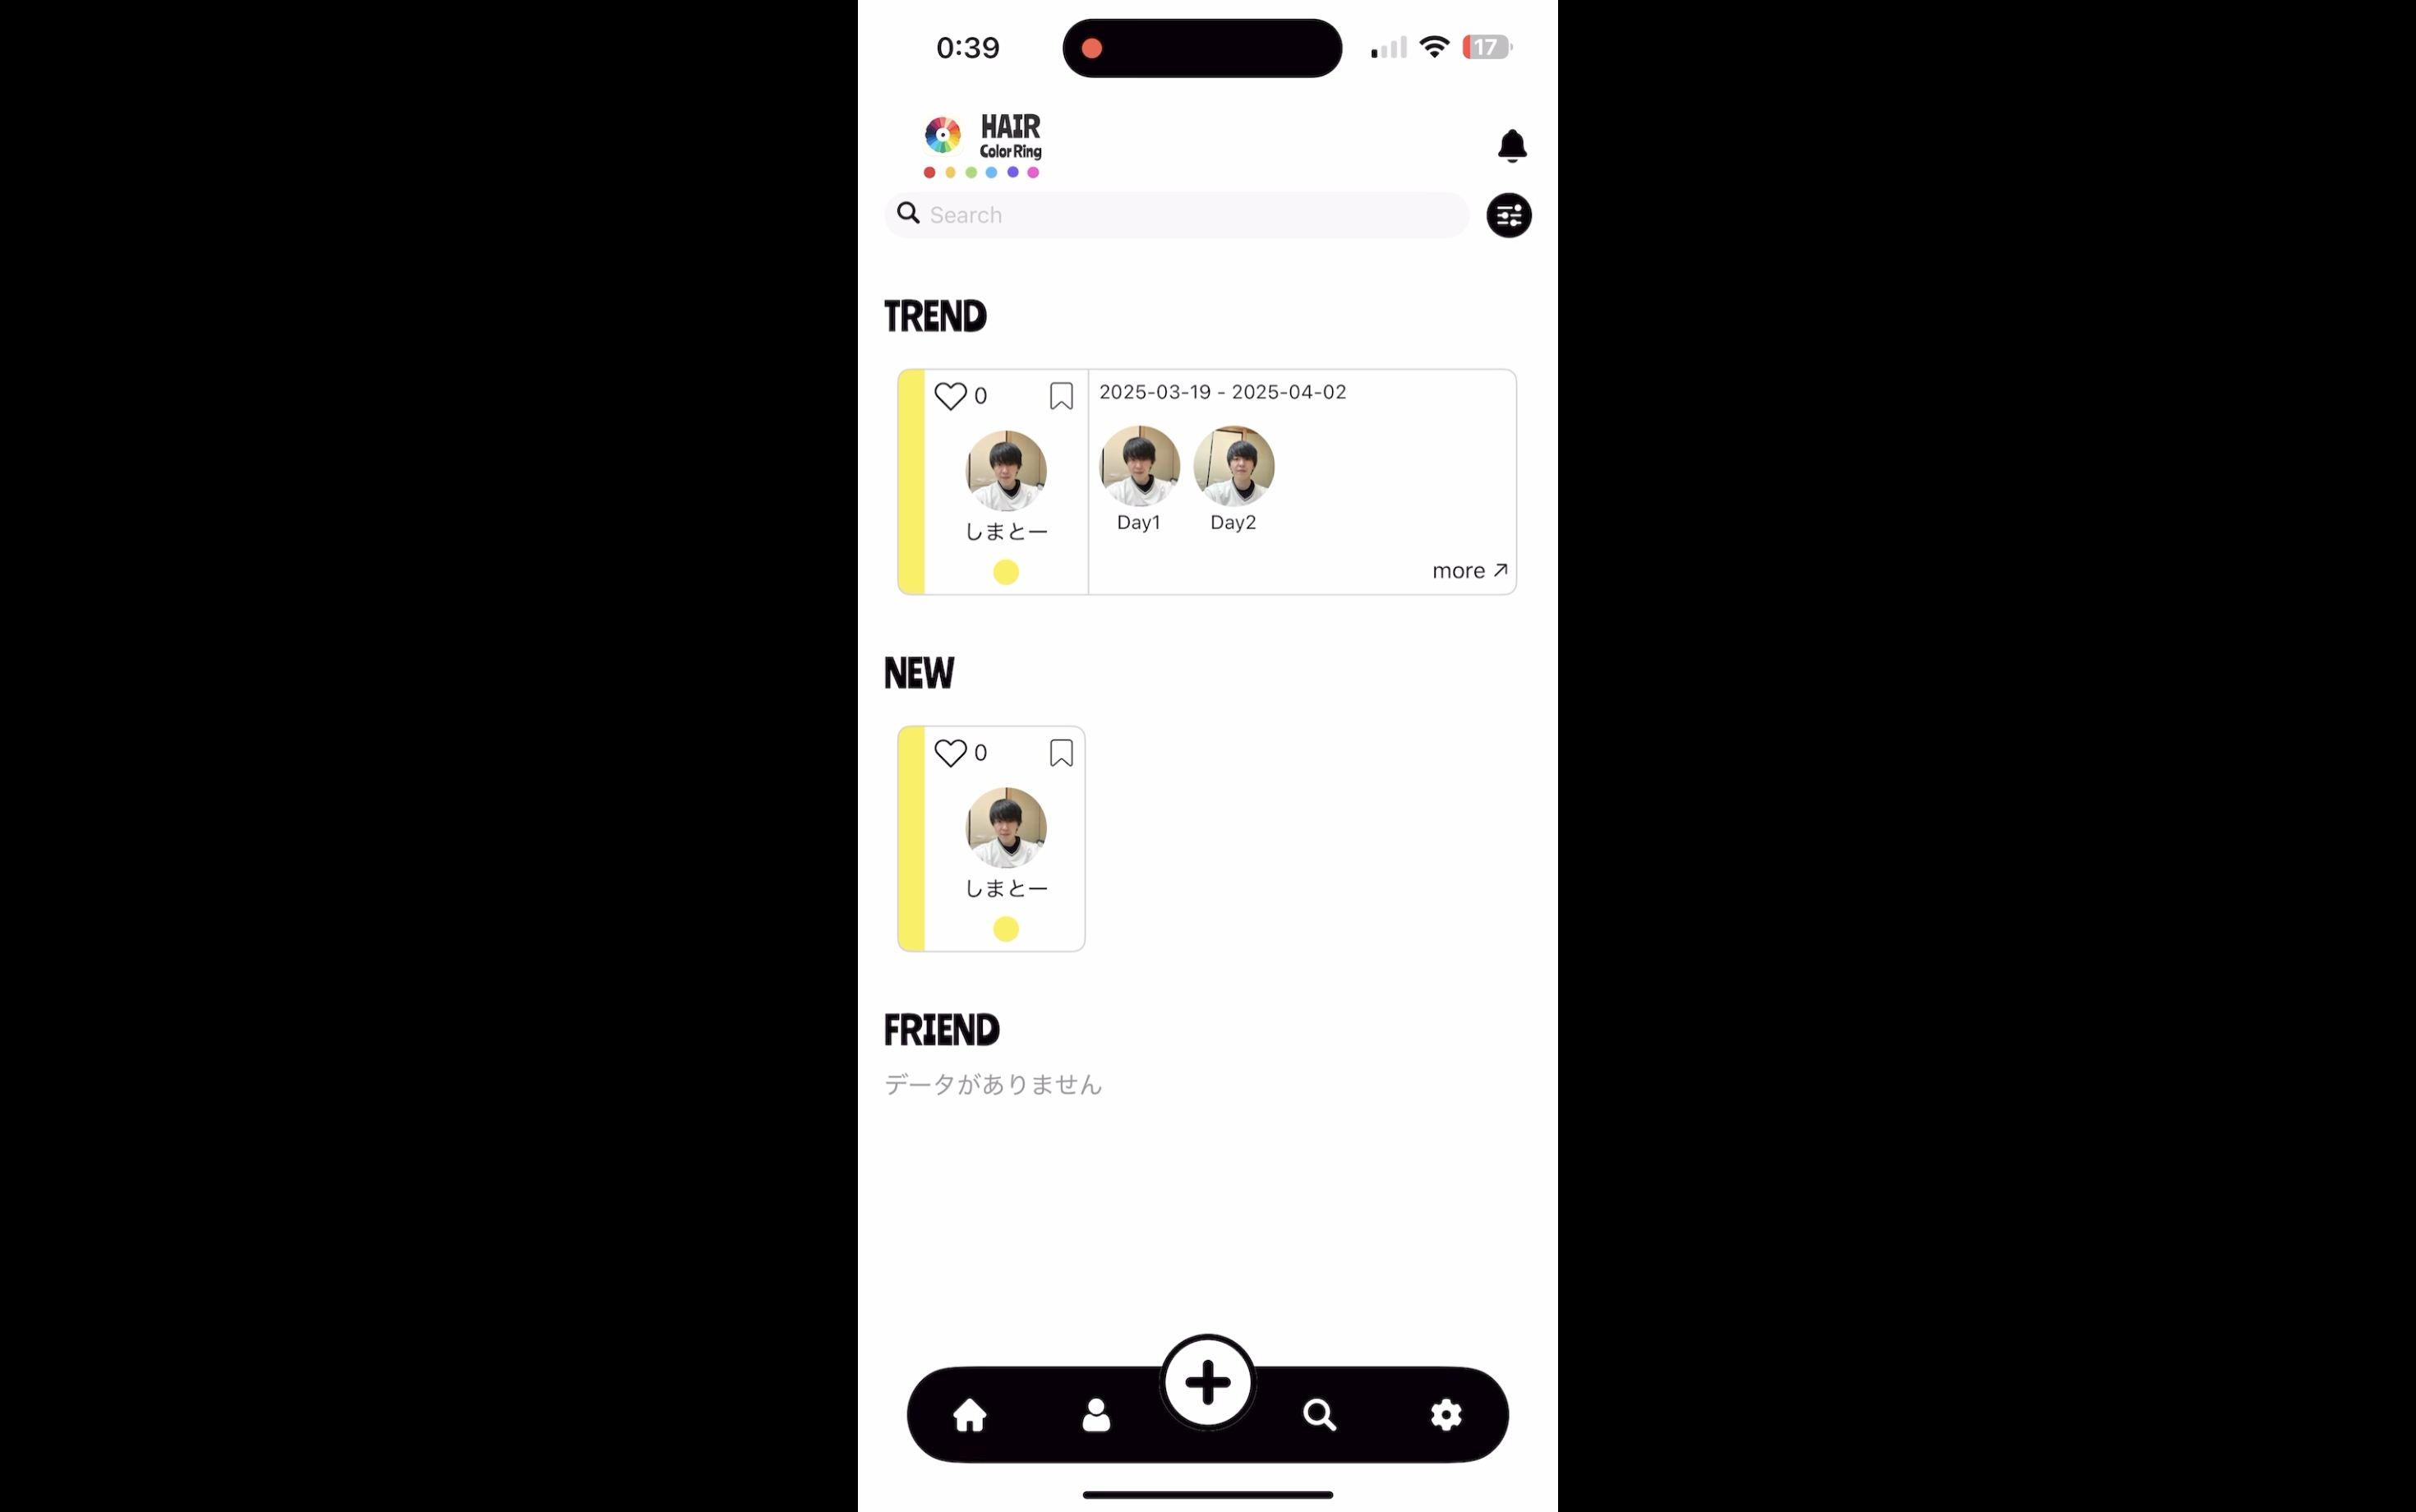 0:39
17
HAIR
Color Ring
Search
TREND
0
2025-03-19 - 2025-04-02
Day1
Day2
しまとー
more
NEW
0
しまとー
FRIEND
データがありません